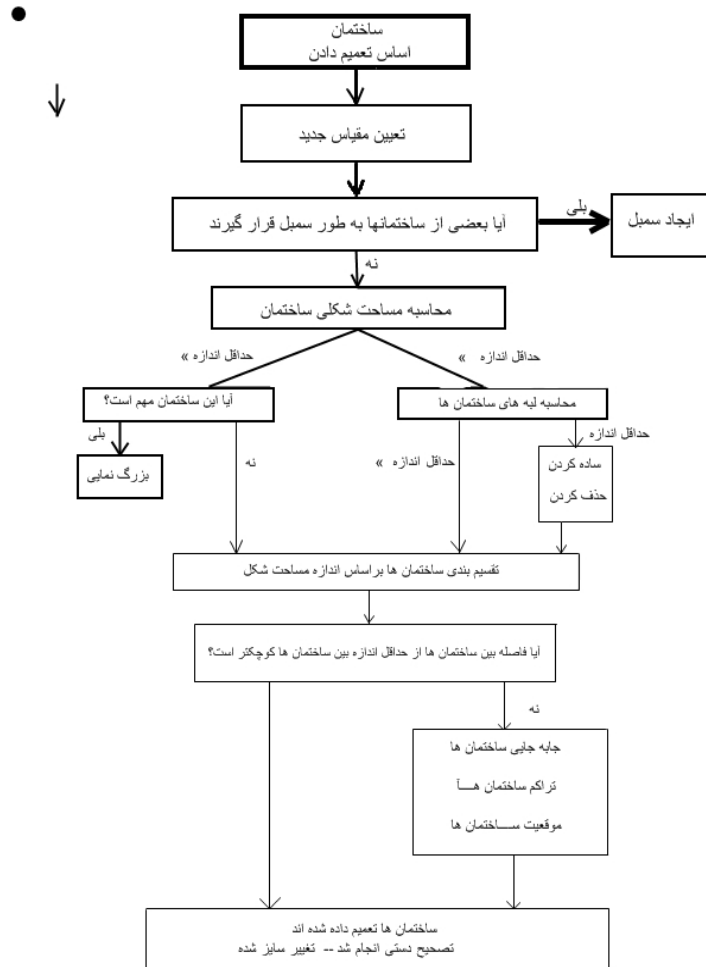 ساختمان
اساس تعمیم دادن
تعیین مقیاس جدید
آیا بعضی از ساختمانها به طور سمبل قرار گیرند
بلی
ایجاد سمبل
نه
محاسبه مساحت شکلی ساختمان
حداقل اندازه »
حداقل اندازه »
محاسبه لبه های ساختمان ها
آیا این ساختمان مهم است؟
حداقل اندازه
حداقل اندازه »
نه
بلی
ساده کردن
حذف کردن
بزرگ نمایی
تقسیم بندی ساختمان ها براساس اندازه مساحت شکل
آیا فاصله بین ساختمان ها از حداقل اندازه بین ساختمان ها کوچکتر است؟
نه
جابه جایی ساختمان ها
تراکم ساختمان هــآ
موقعیت ســـاختمان ها
ساختمان ها تعمیم داده شده اند
تصحیح دستی انجام شد -- تغییر سایز شده